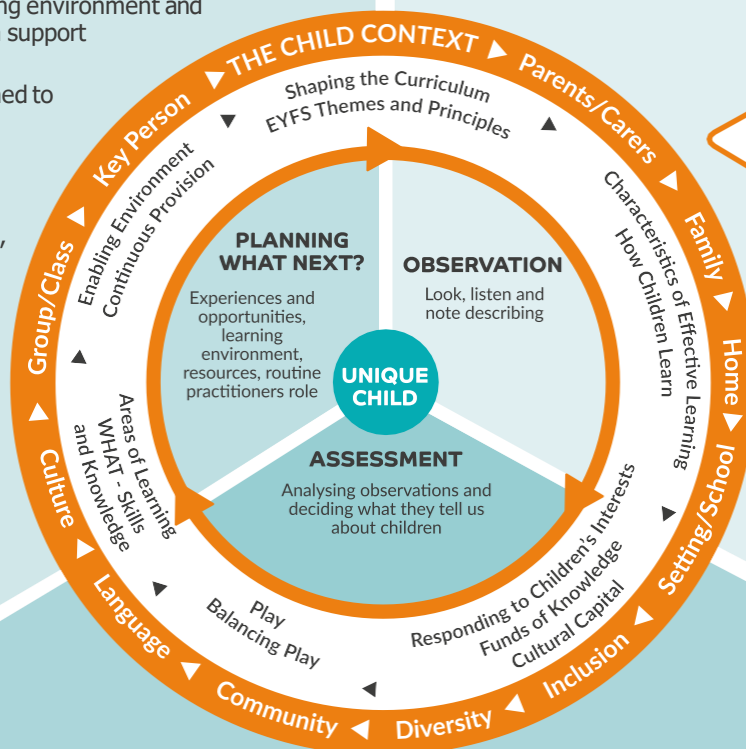 ng environment and
support
ned to
,
THE CHILD CONTEXT
Parents/Carers
Family
Home
Setting/School
Inclusion
Diversity
Community
Language
Culture
Group/Class
Key Person
Shaping the Curriculum
EYFS Themes and Principles
Characteristics of Effective Learning
How Children Learn
Responding to Children's Interests
Funds of Knowledge
Cultural Capital
Play
Balancing Play
Areas of Learning
WHAT - Skills
and Knowledge
Enabling Environment
Continuous Provision
PLANNING
WHAT NEXT?
Experiences and
opportunities,
learning
environment,
resources, routine
practitioners role
OBSERVATION
Look, listen and
note describing
UNIQUE
CHILD
ASSESSMENT
Analysing observations and
deciding what they tell us
about children